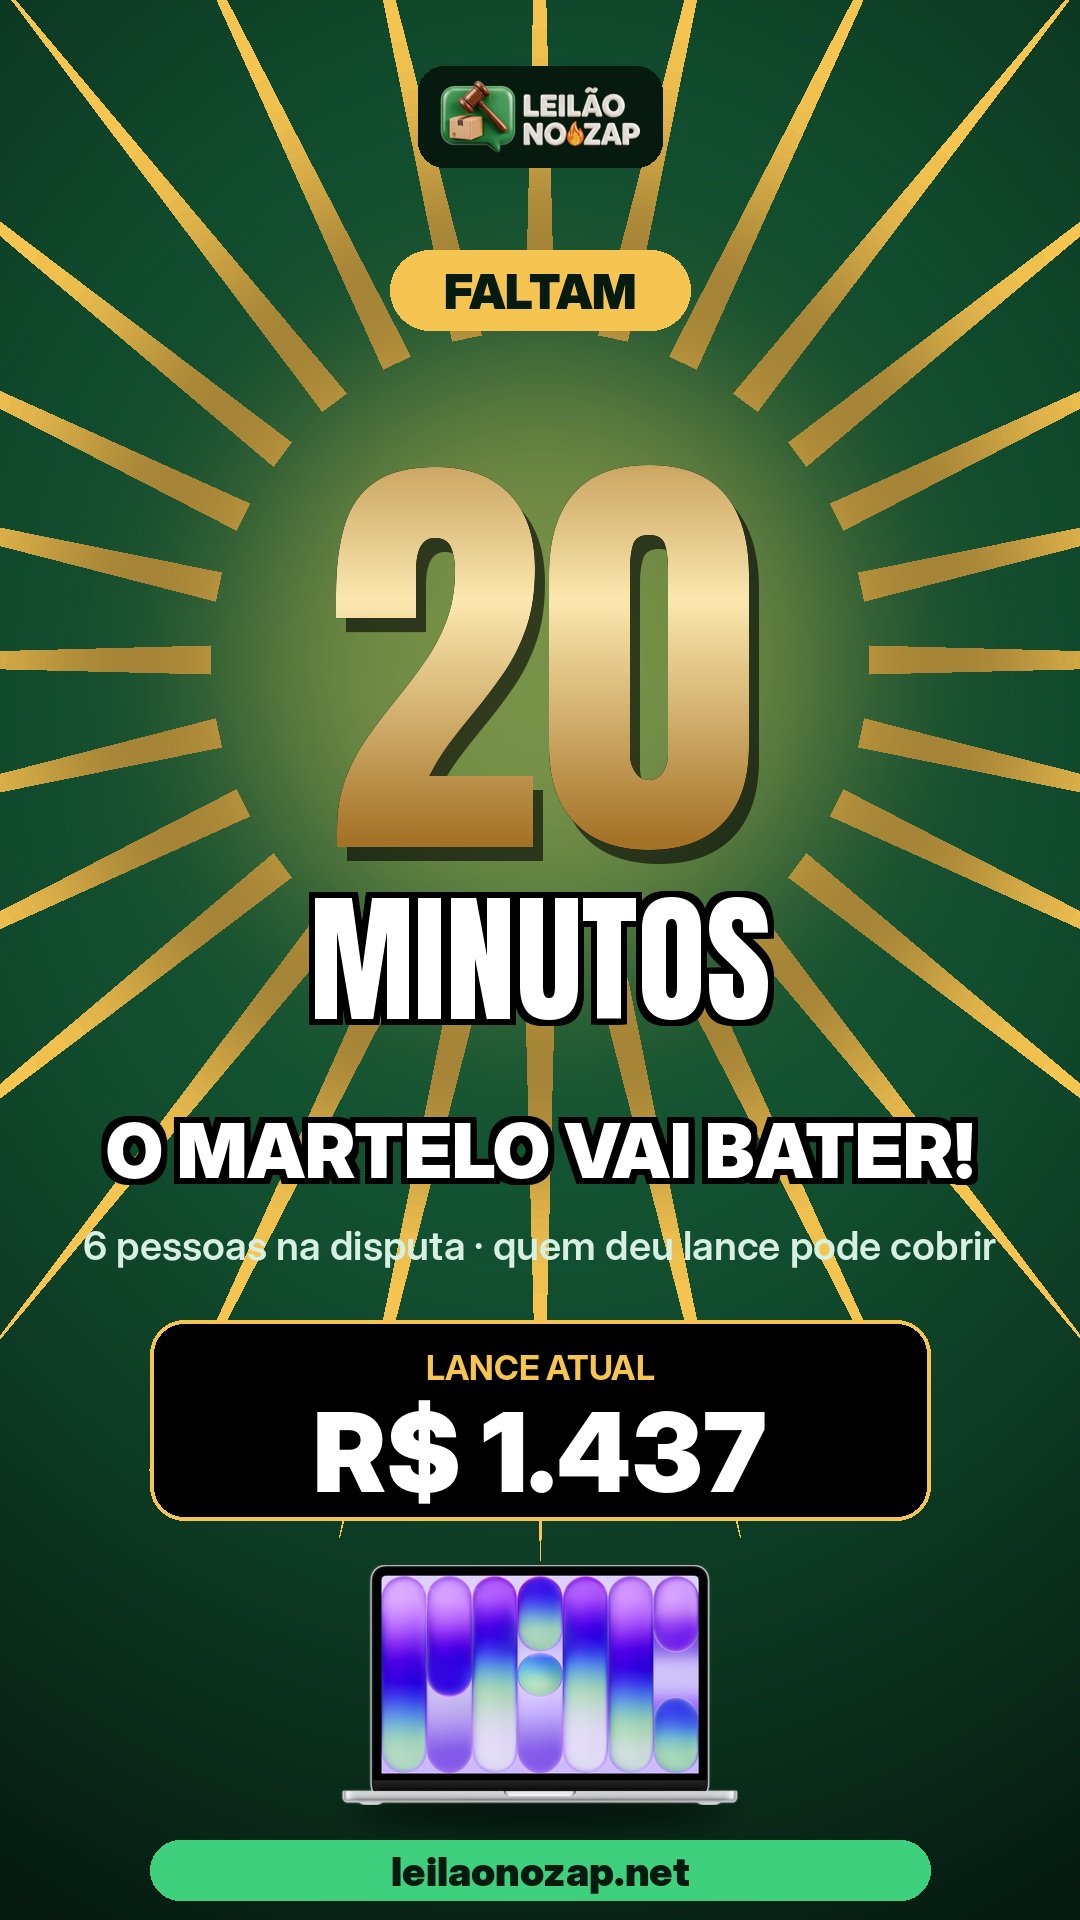 LEILÃO
NO ZAP
FALTAM
20
MINUTOS
O MARTELO VAI BATER!
6 pessoas na disputa · quem deu lance pode cobrir
LANCE ATUAL
R$ 1.437
leilaonozap.net